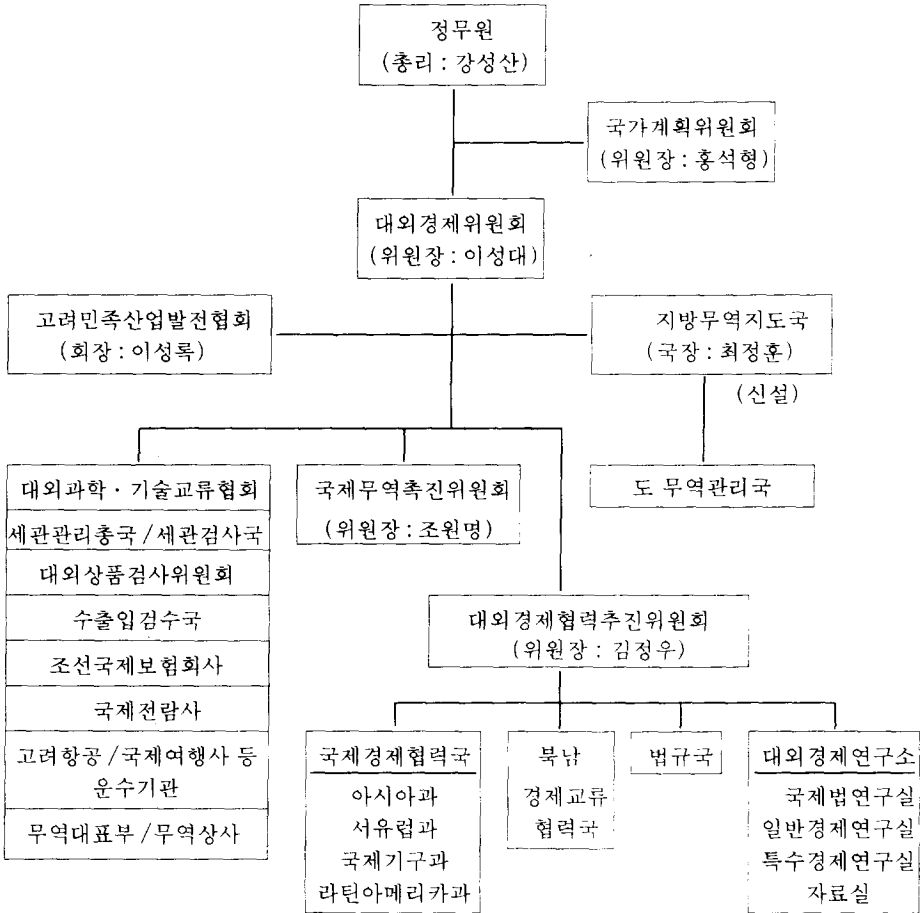 정무원
(총리 : 강성산)
국가계획위원회
(위원장 : 홍석형)
대외경제위원회
(위원장 : 이성대)
고려민족산업발전협회
(회장 : 이성록)
지방무역지도국
(국장 : 최정훈)
(신설)
도 무역관리국
대외과학 · 기술교류협회
세관관리총국 / 세관검사국
대외상품검사위원회
수출입검수국
조선국제보험회사
국제전람사
고려항공 / 국제여행사 등
운수기관
무역대표부 / 무역상사
국제무역촉진위원회
(위원장 : 조원명)
대외경제협력추진위원회
(위원장 : 김정우)
국제경제협력국
아시아과
서유럽과
국제기구과
라틴아메리카과
북남
경제교류
협력국
법규국
대외경제연구소
국제법연구실
일반경제연구실
특수경제연구실
자료실